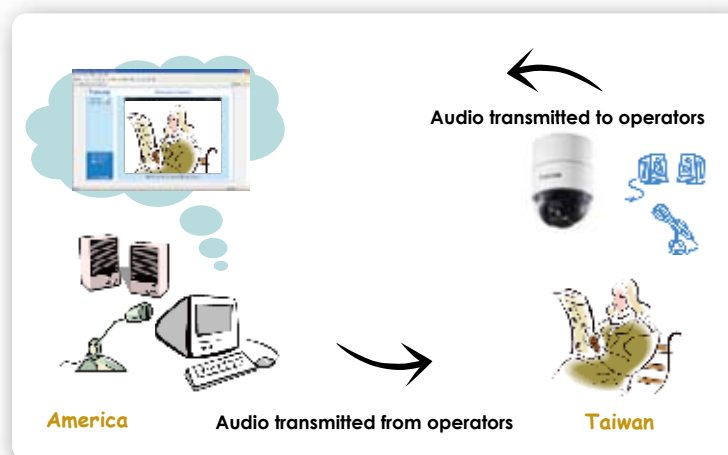 Audio transmitted to operators
America
Audio transmitted from operators
Taiwan